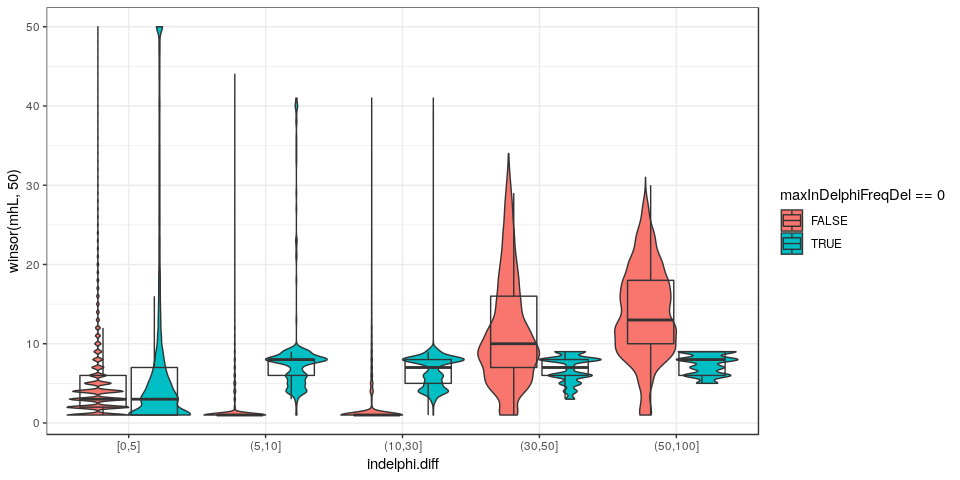 50
40
30
20
10
0
winsor(mhL, 50)
[0,5]
(5,10]
(10,30]
(30,50]
(50,100]
indelphi.diff
maxInDelphiFreqDel == 0
FALSE
TRUE